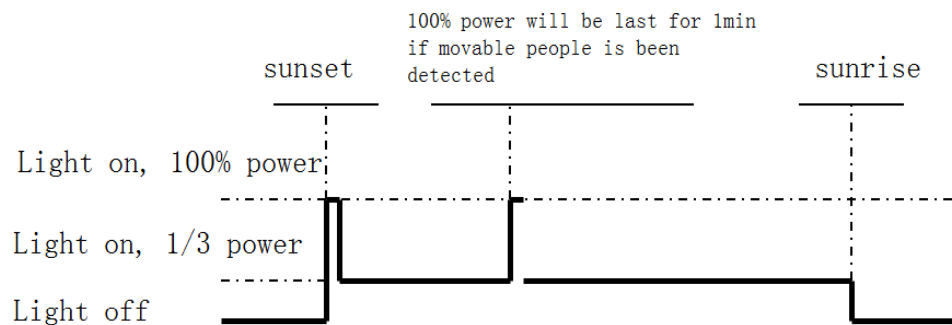 100% power will be last for 1min
if movable people is been
detected
sunset
sunrise
Light on, 100% power
Light on, 1/3 power
Light off